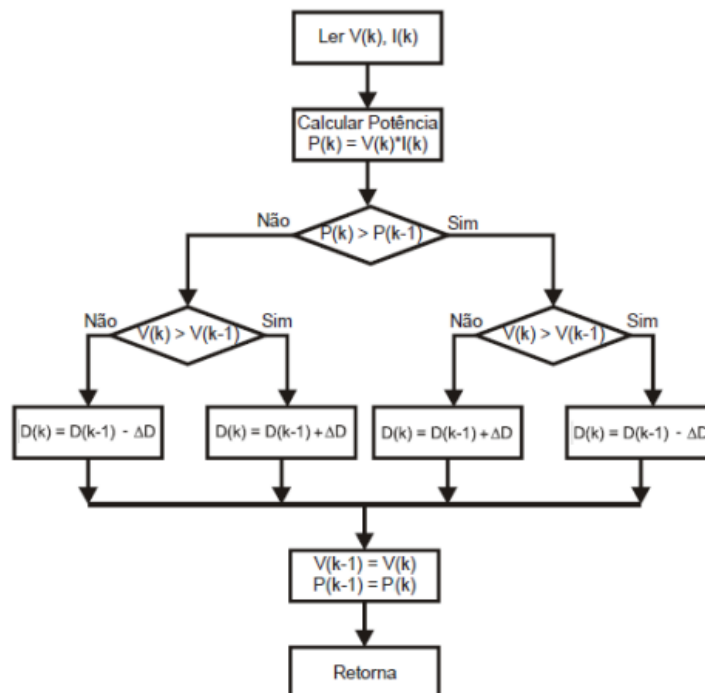 Ler V(k), I(k)
Calcular Potência
P(k) = V(k)*I(k)
Não
P(k) > P(k-1)
Sim
Não
V(k) > V(k-1)
Sim
Não
V(k) > V(k-1)
Sim
D(k) = D(k-1) - ΔD
D(k) = D(k-1) + ΔD
D(k) = D(k-1) + ΔD
D(k) = D(k-1) - ΔD
V(k-1) = V(k)
P(k-1) = P(k)
Retorna